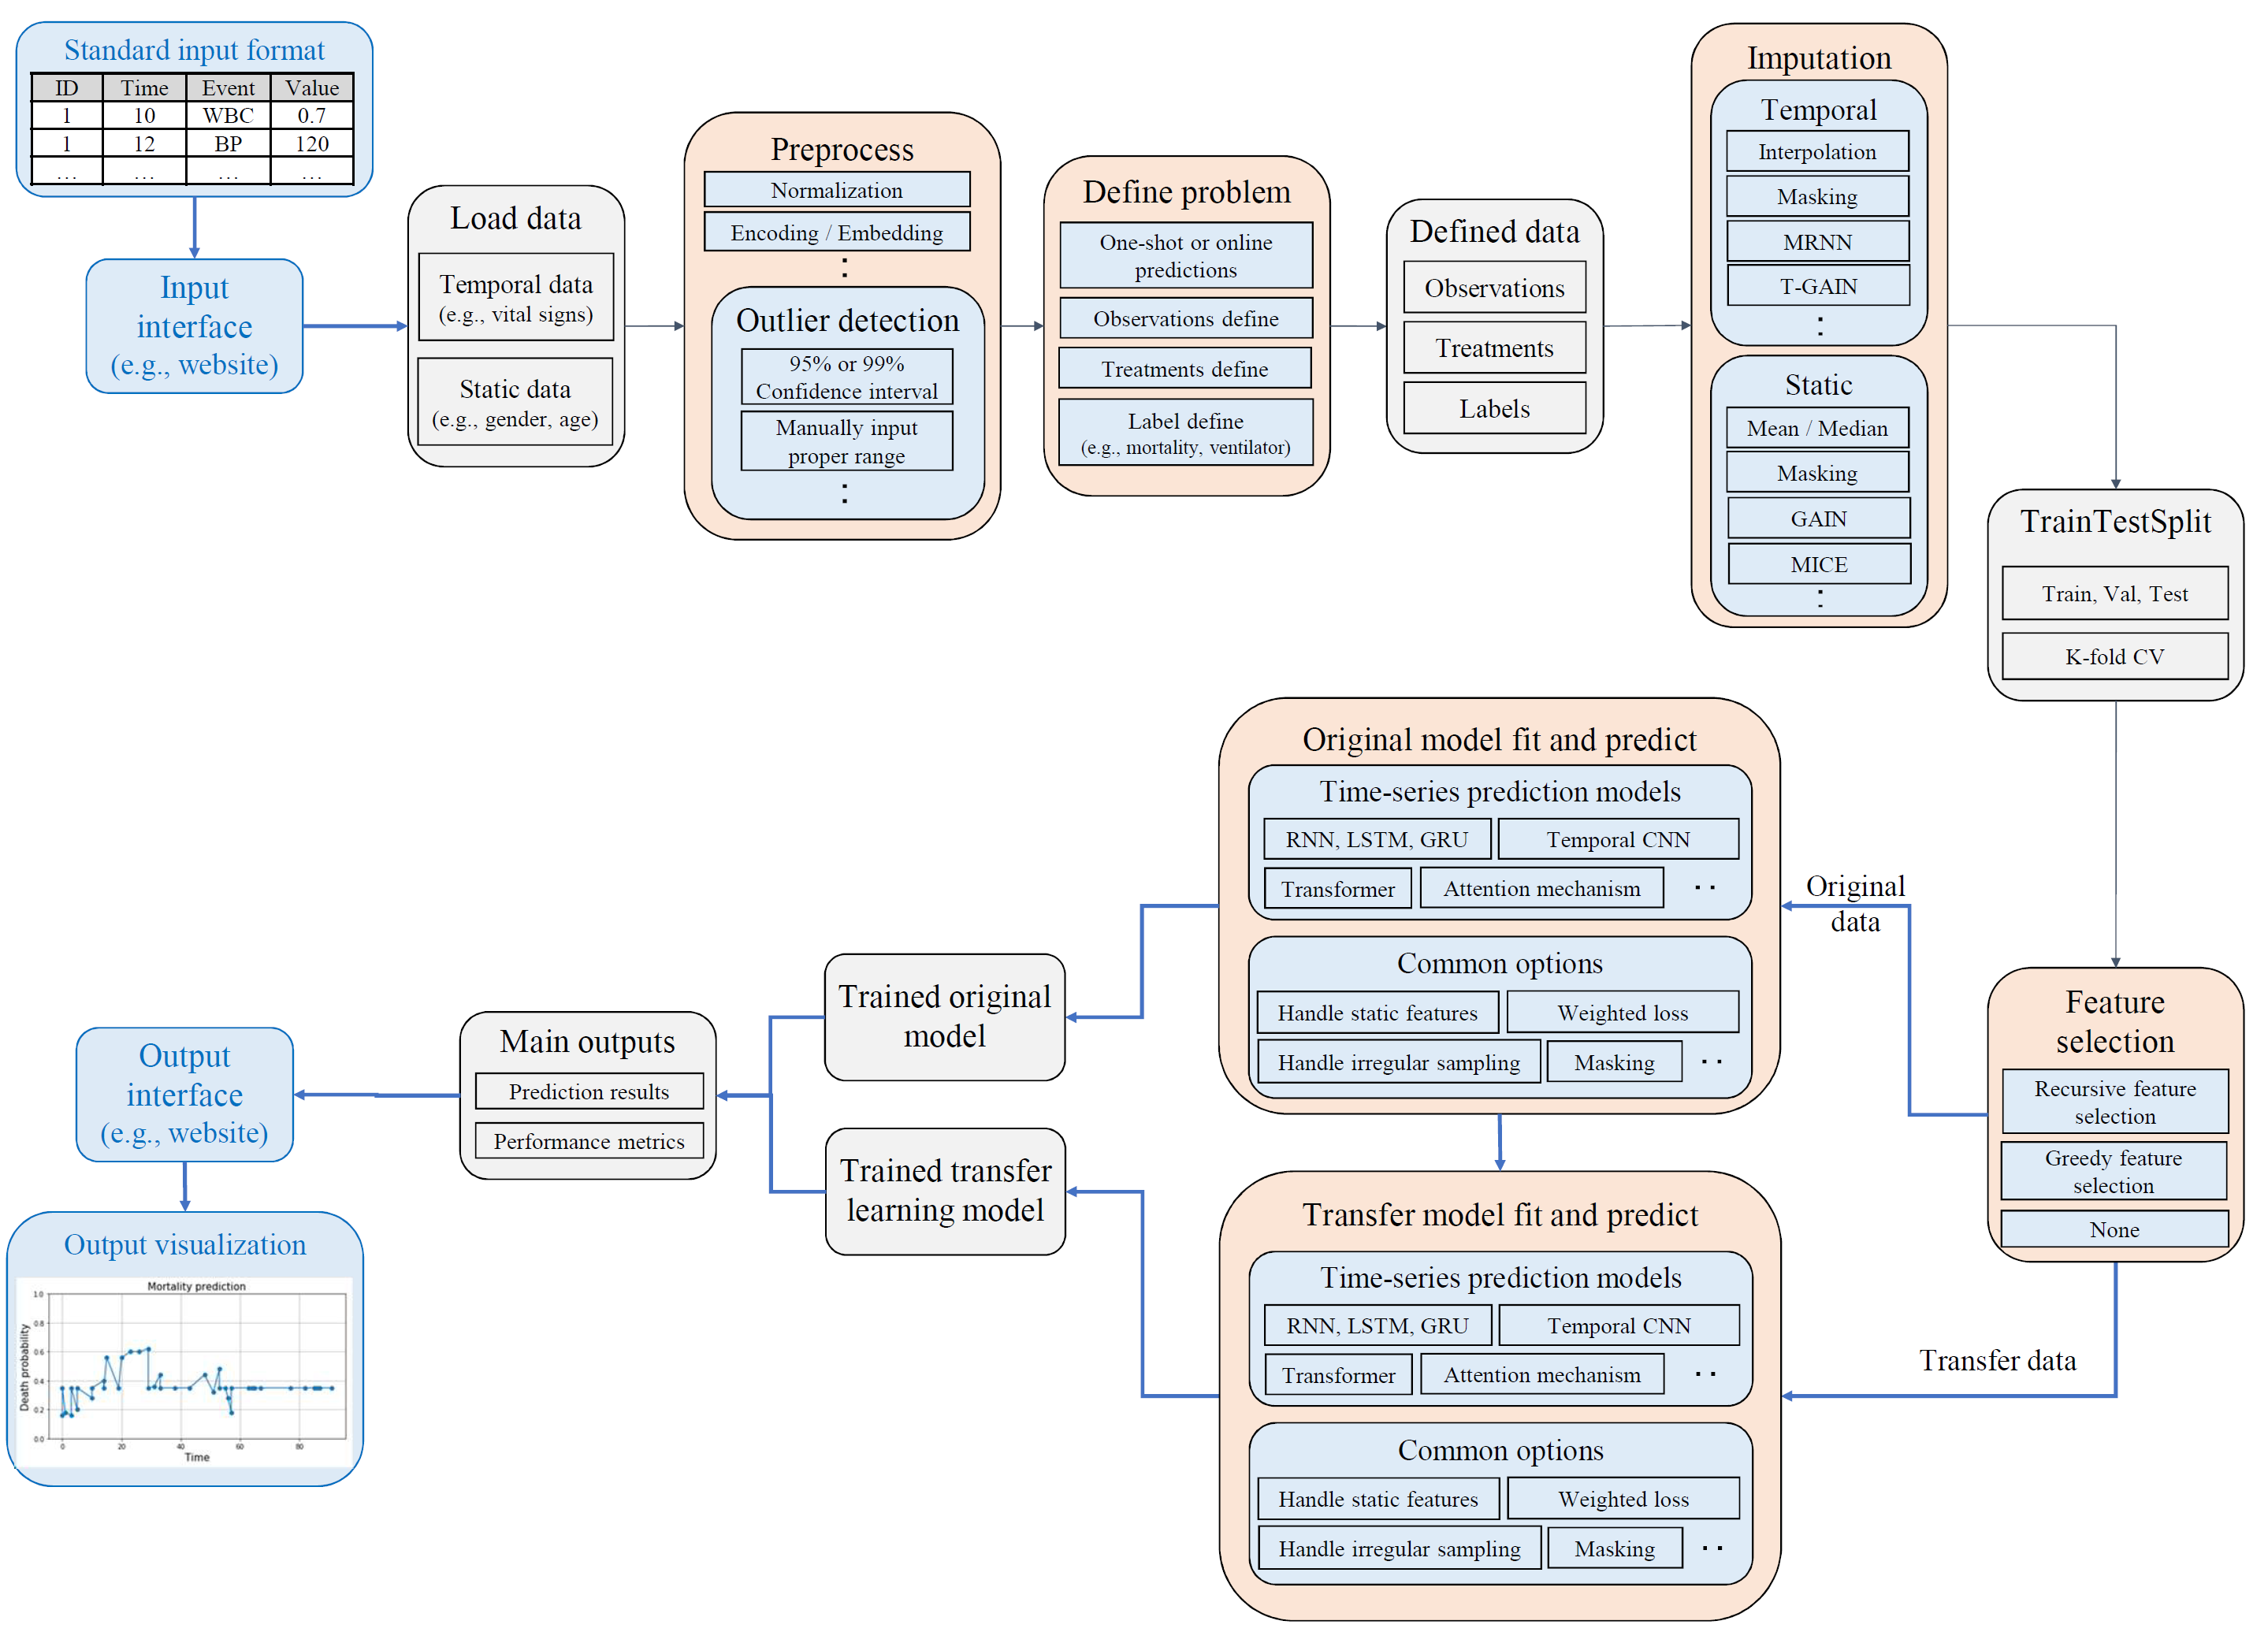 Standard input format
ID Time Event Value
1 10 WBC 0.7
1 12 BP 120
... ... ... ...
Input
interface
(e.g., website)
Load data
Temporal data
(e.g., vital signs)
Static data
(e.g., gender, age)
Preprocess
Normalization
Encoding / Embedding
:
Outlier detection
95% or 99%
Confidence interval
Manually input
proper range
:
Define problem
One-shot or online
predictions
Observations define
Treatments define
Label define
(e.g., mortality, ventilator)
Defined data
Observations
Treatments
Labels
Imputation
Temporal
Interpolation
Masking
MRNN
T-GAIN
:
Static
Mean / Median
Masking
GAIN
MICE
:
TrainTestSplit
Train, Val, Test
K-fold CV
Feature
selection
Recursive feature
selection
Greedy feature
selection
None
Original
data
Transfer data
Original model fit and predict
Time-series prediction models
RNN, LSTM, GRU
Temporal CNN
Transformer
Attention mechanism
..
Common options
Handle static features
Weighted loss
Handle irregular sampling
Masking
..
Transfer model fit and predict
Time-series prediction models
RNN, LSTM, GRU
Temporal CNN
Transformer
Attention mechanism
..
Common options
Handle static features
Weighted loss
Handle irregular sampling
Masking
..
Trained original
model
Trained transfer
learning model
Main outputs
Prediction results
Performance metrics
Output
interface
(e.g., website)
Output visualization
Mortality prediction
Death probability
1.0
0.8
0.6
0.4
0.2
0.0
0 20 40 60 80
Time